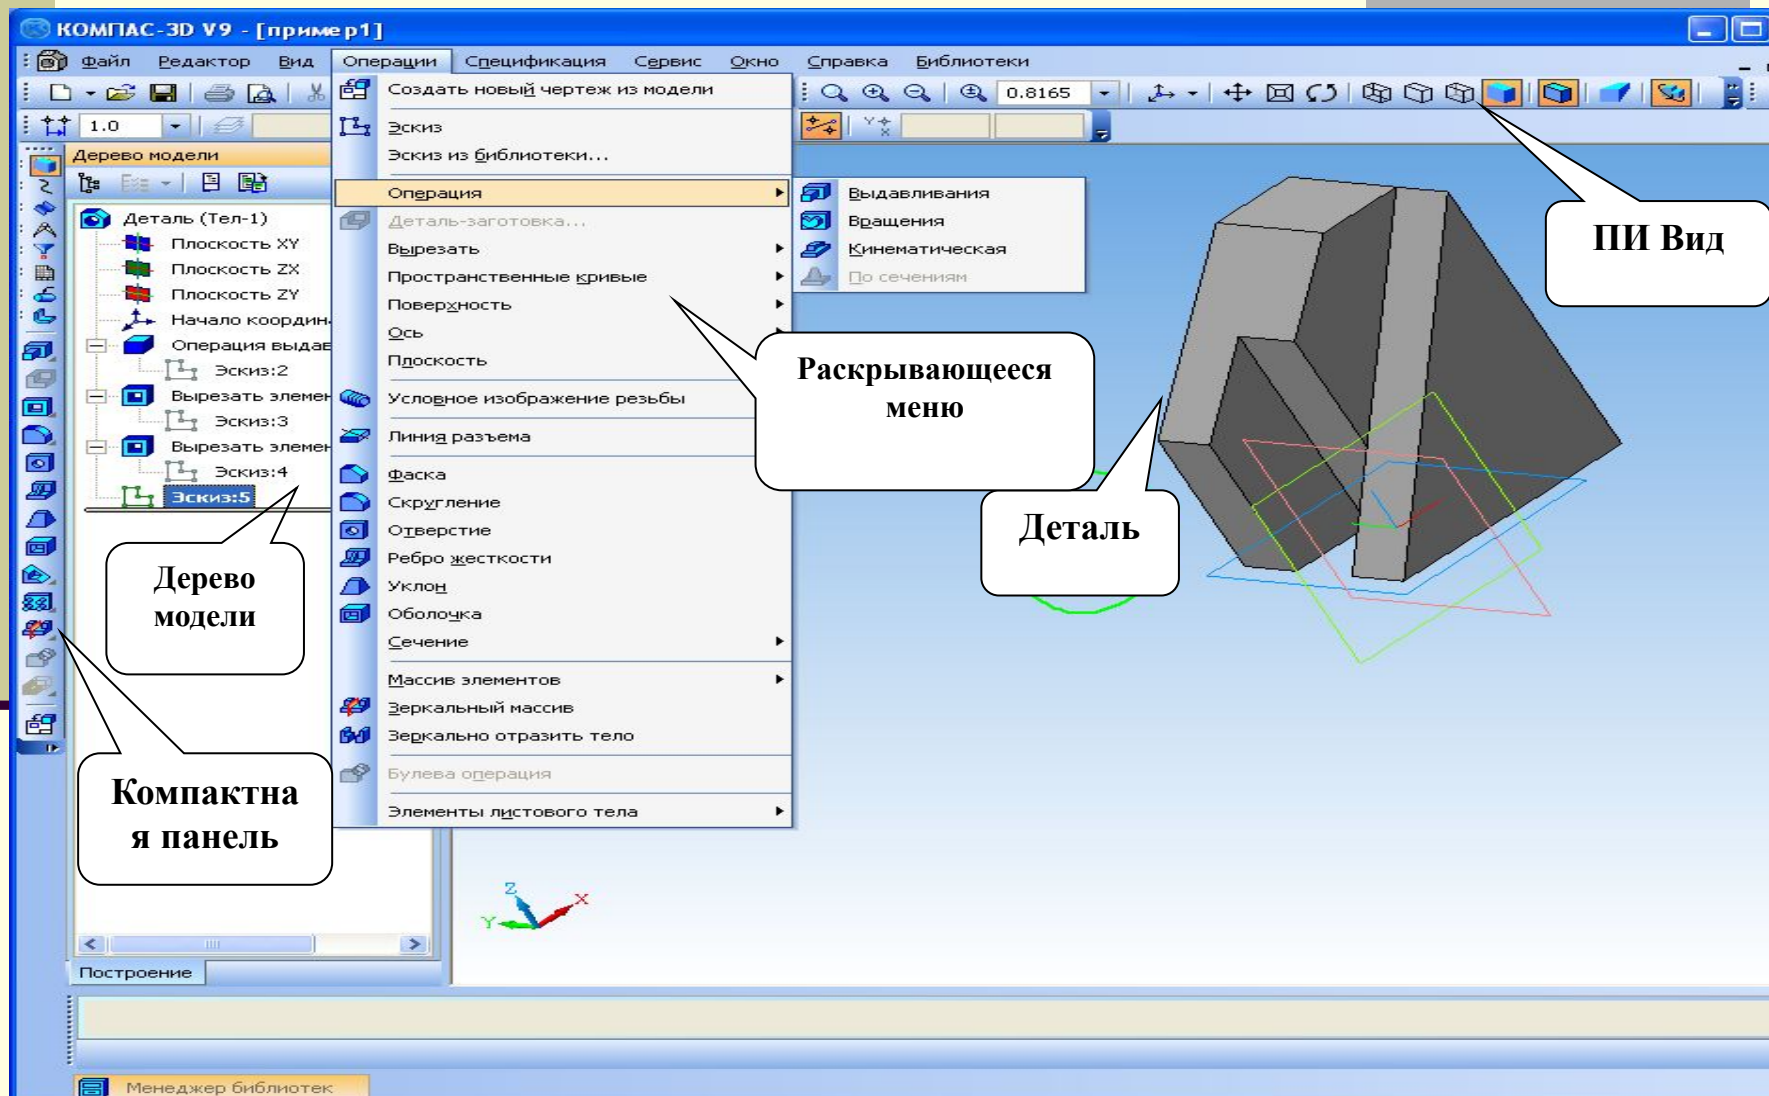 КОМПАС-3D V9 - [пример1]
Файл Редактор Вид Операции Спецификация Сервис Окно Справка Библиотеки
0.8165
1.0
Y
X
Дерево модели
Деталь (Тел-1)
Плоскость XY
Плоскость ZX
Плоскость ZY
Начало координ
Операция выдав
Эскиз:2
Вырезать элемен
Эскиз:3
Вырезать элемен
Эскиз:4
Эскиз:5
Создать новый чертеж из модели
Эскиз
Эскиз из библиотеки...
Операция
Деталь-заготовка...
Вырезать
Пространственные кривые
Поверхность
Ось
Плоскость
Условное изображение резьбы
Линия разъема
Фаска
Скругление
Отверстие
Ребро жесткости
Уклон
Оболочка
Сечение
Массив элементов
Зеркальный массив
Зеркально отразить тело
Булева операция
Элементы листового тела
Выдавливания
Вращения
Кинематическая
По сечениям
ПИ Вид
Раскрывающееся
меню
Деталь
Дерево
модели
Компактна
я панель
Z
X
Y
Построение
Менеджер библиотек